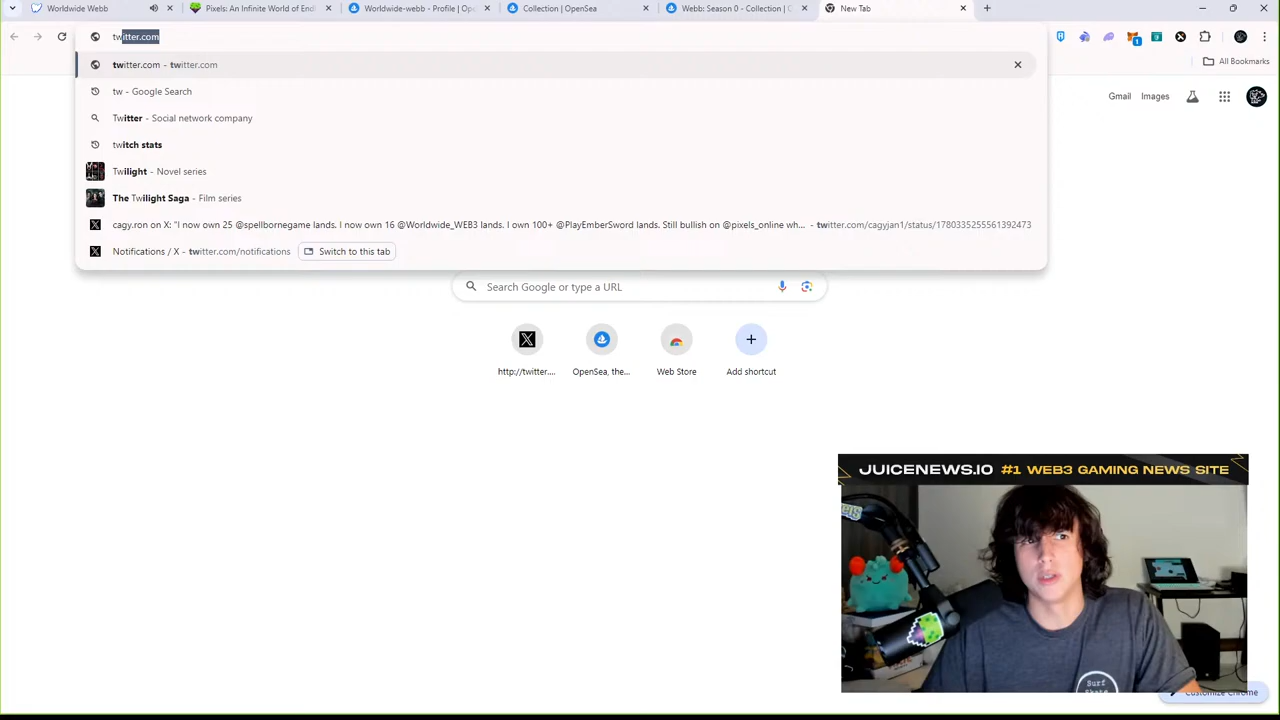 Worldwide Webb
Pixels: An Infinite World of End
Worldwide-webb - Profile | Op
Collection | OpenSea
Webb: Season 0 - Collection | C
New Tab
twitter.com
twitter.com - twitter.com
tw - Google Search
Twitter - Social network company
twitch stats
Twilight - Novel series
The Twilight Saga - Film series
cagy.ron on X: "I now own 25 @spellbornegame lands. I now own 16 @Worldwide_WEB3 lands. I own 100+ @PlayEmberSword lands. Still bullish on @pixels_online wh... - twitter.com/cagyjan1/status/1780335255561392473
Notifications / X - twitter.com/notifications
Switch to this tab
1
All Bookmarks
Gmail
Images
Search Google or type a URL
http://twitter....
OpenSea, the...
Web Store
Add shortcut
JUICENEWS.IO #1 WEB3 GAMING NEWS SITE
Surf
Customize Chrome